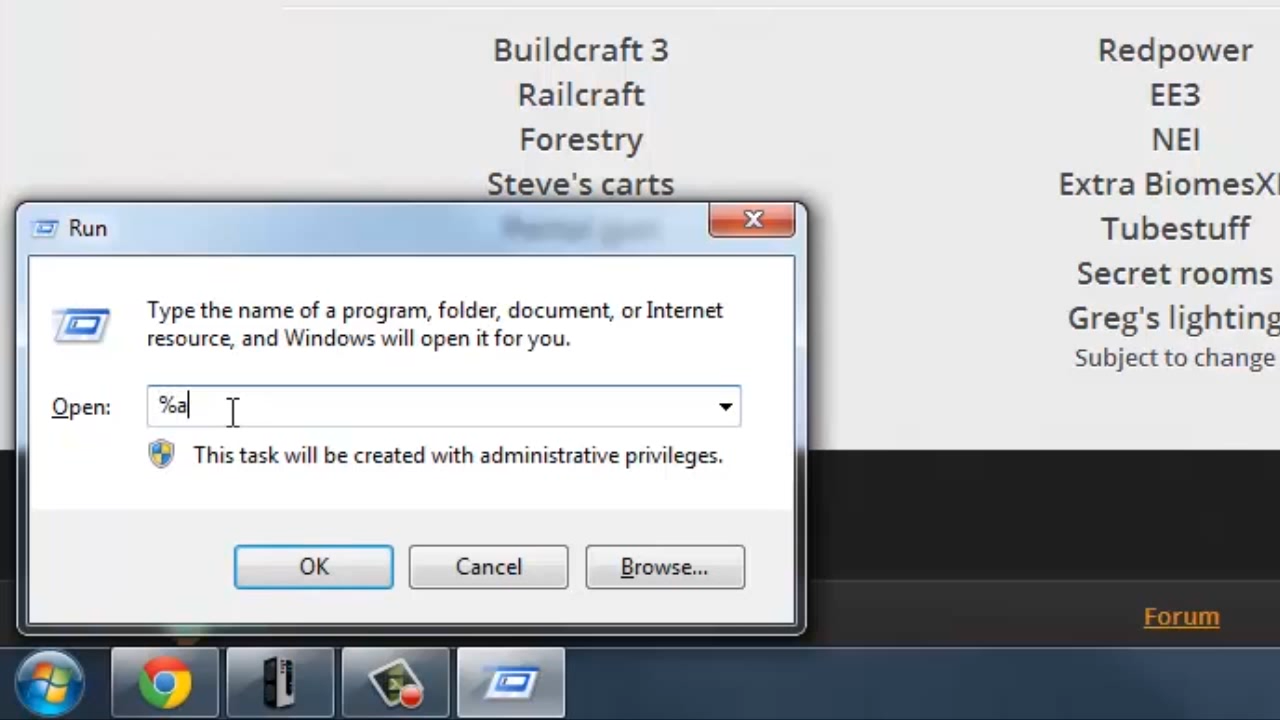 Buildcraft 3
Railcraft
Forestry
Steve's carts
Redpower
EE3
NEI
Extra BiomesX
Tubestuff
Secret rooms
Greg's lighting
Subject to change
Run
Type the name of a program, folder, document, or Internet
resource, and Windows will open it for you.
Open:
%a
This task will be created with administrative privileges.
OK
Cancel
Browse...
Forum